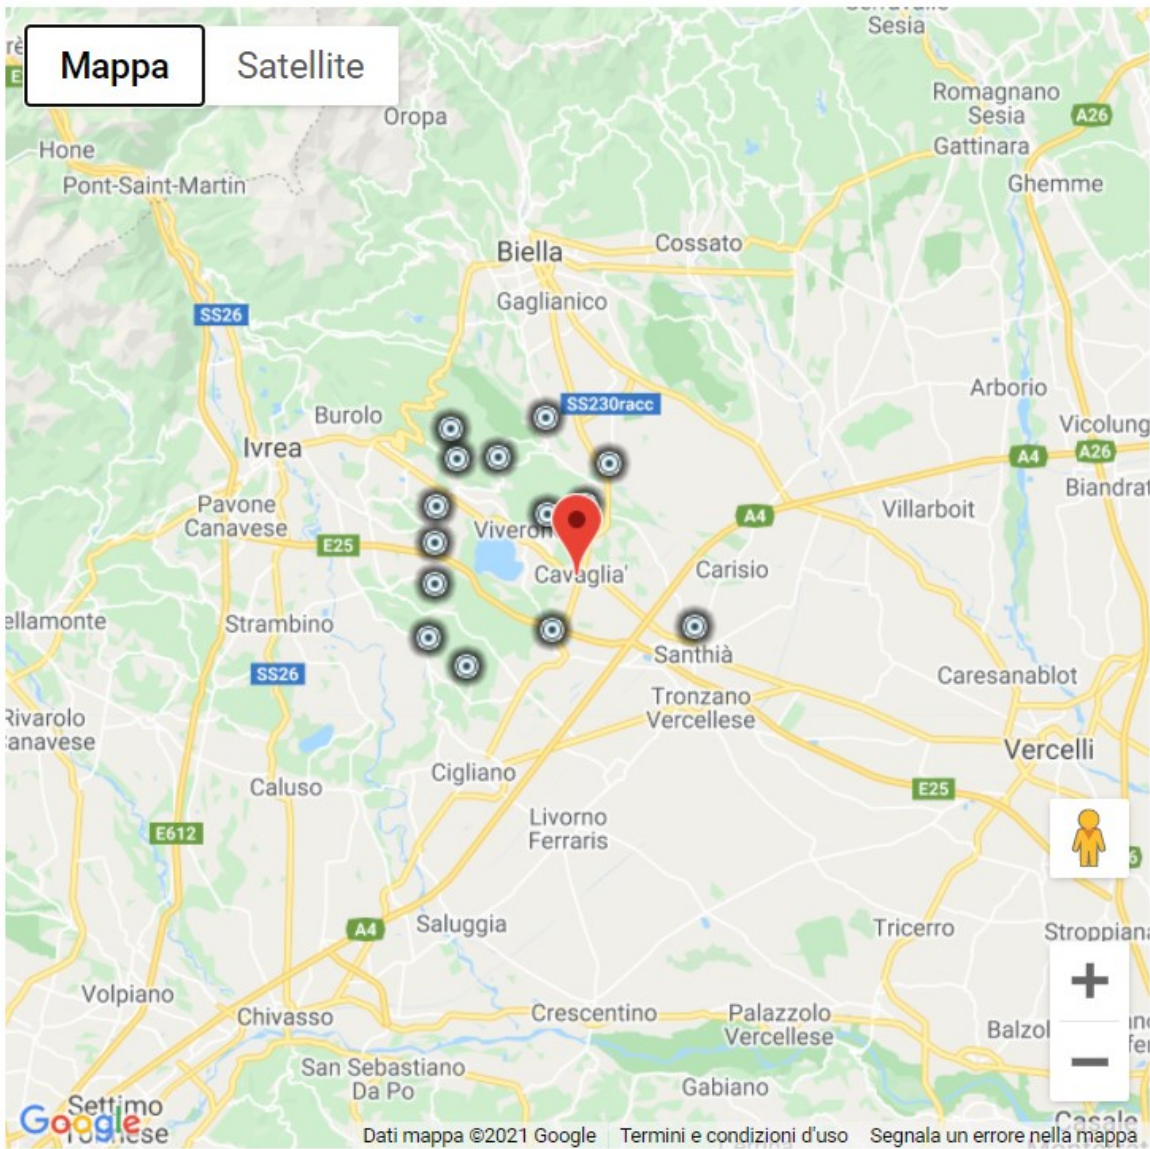 Serravalle
Sesia
Mappa
Satellite
Oropa
Romagnano
Sesia
A26
Hone
Gattinara
Pont-Saint-Martin
Ghemme
Biella
Cossato
Gaglianico
SS26
Arborio
SS230racc
Burolo
Vicolung
Ivrea
A4
A26
Biandrat
Pavone
Canavese
Villarboit
A4
Viveron
E25
Cavaglia'
Carisio
ellamonte
Strambino
Santhià
SS26
Caresanablot
Tronzano
Vercellese
Rivarolo
Canavese
Vercelli
Cigliano
Caluso
E25
Livorno
Ferraris
E612
Saluggia
A4
Tricerro
Stroppiana
Volpiano
Chivasso
Crescentino
Palazzolo
Vercellese
Balzol
San Sebastiano
Da Po
Gabiano
Settimo
Google
Casale
Dati mappa ©2021 Google
Termini e condizioni d'uso
Segnala un errore nella mappa